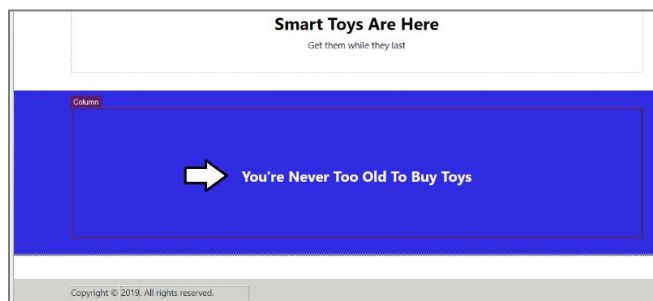 Smart Toys Are Here
Get them while they last
Column
You're Never Too Old To Buy Toys
Copyright © 2019. All rights reserved.